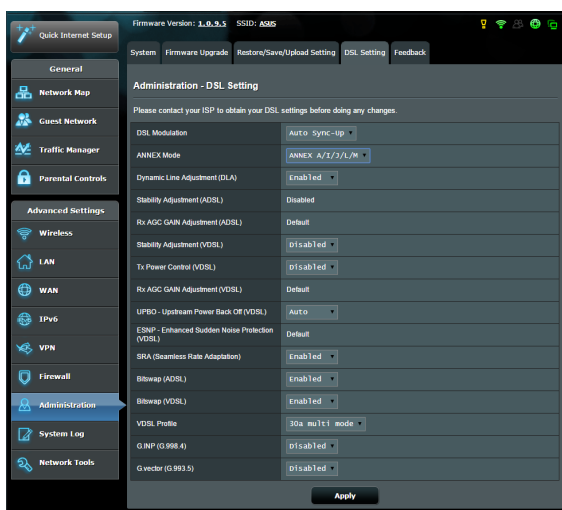 Firmware Version: 1.0.9.5 SSID: ASUS
Quick Internet Setup
General
Network Map
Guest Network
Traffic Manager
Parental Controls
Advanced Settings
Wireless
LAN
WAN
IPv6
VPN
Firewall
Administration
System Log
Network Tools
System
Firmware Upgrade
Restore/Save/Upload Setting
DSL Setting
Feedback
Administration - DSL Setting
Please contact your ISP to obtain your DSL settings before doing any changes.
DSL Modulation Auto Sync-Up
ANNEX Mode ANNEX A/I/J/L/M
Dynamic Line Adjustment (DLA) Enabled
Stability Adjustment (ADSL) Disabled
Rx AGC GAIN Adjustment (ADSL) Default
Stability Adjustment (VDSL) Disabled
Tx Power Control (VDSL) Disabled
Rx AGC GAIN Adjustment (VDSL) Default
UPBO - Upstream Power Back Off (VDSL) Auto
ESNP - Enhanced Sudden Noise Protection
(VDSL) Default
SRA (Seamless Rate Adaptation) Enabled
Bitswap (ADSL) Enabled
Bitswap (VDSL) Enabled
VDSL Profile 30a multi mode
G.INP (G.998.4) Disabled
G.vector (G.993.5) Disabled
Apply